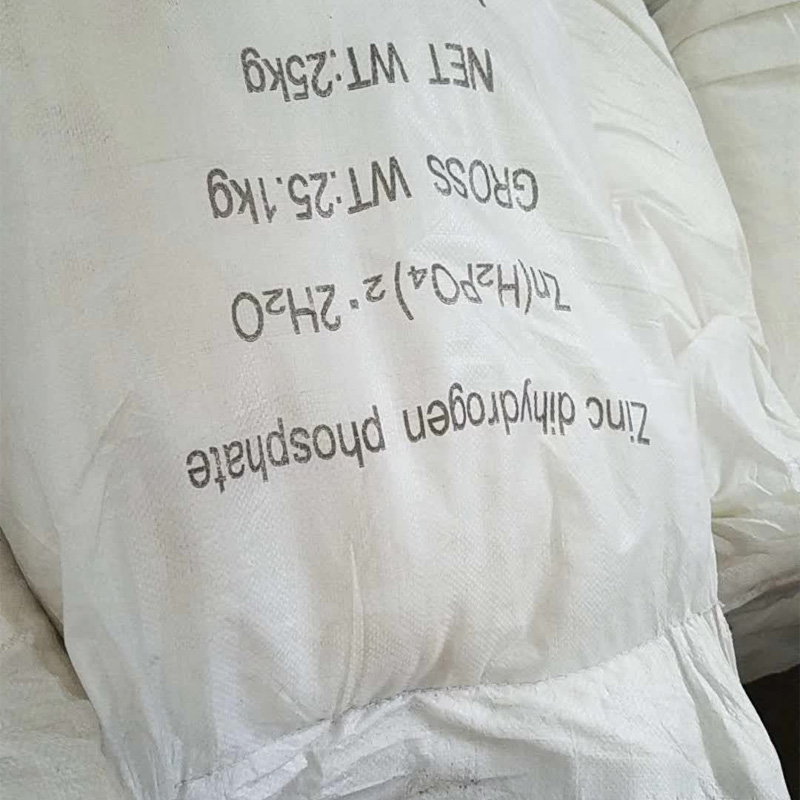 Zinc dihydrogen phosphate
Zn(H₂PO₄)₂·2H₂O
GROSS WT:25.1kg
NET WT:25kg